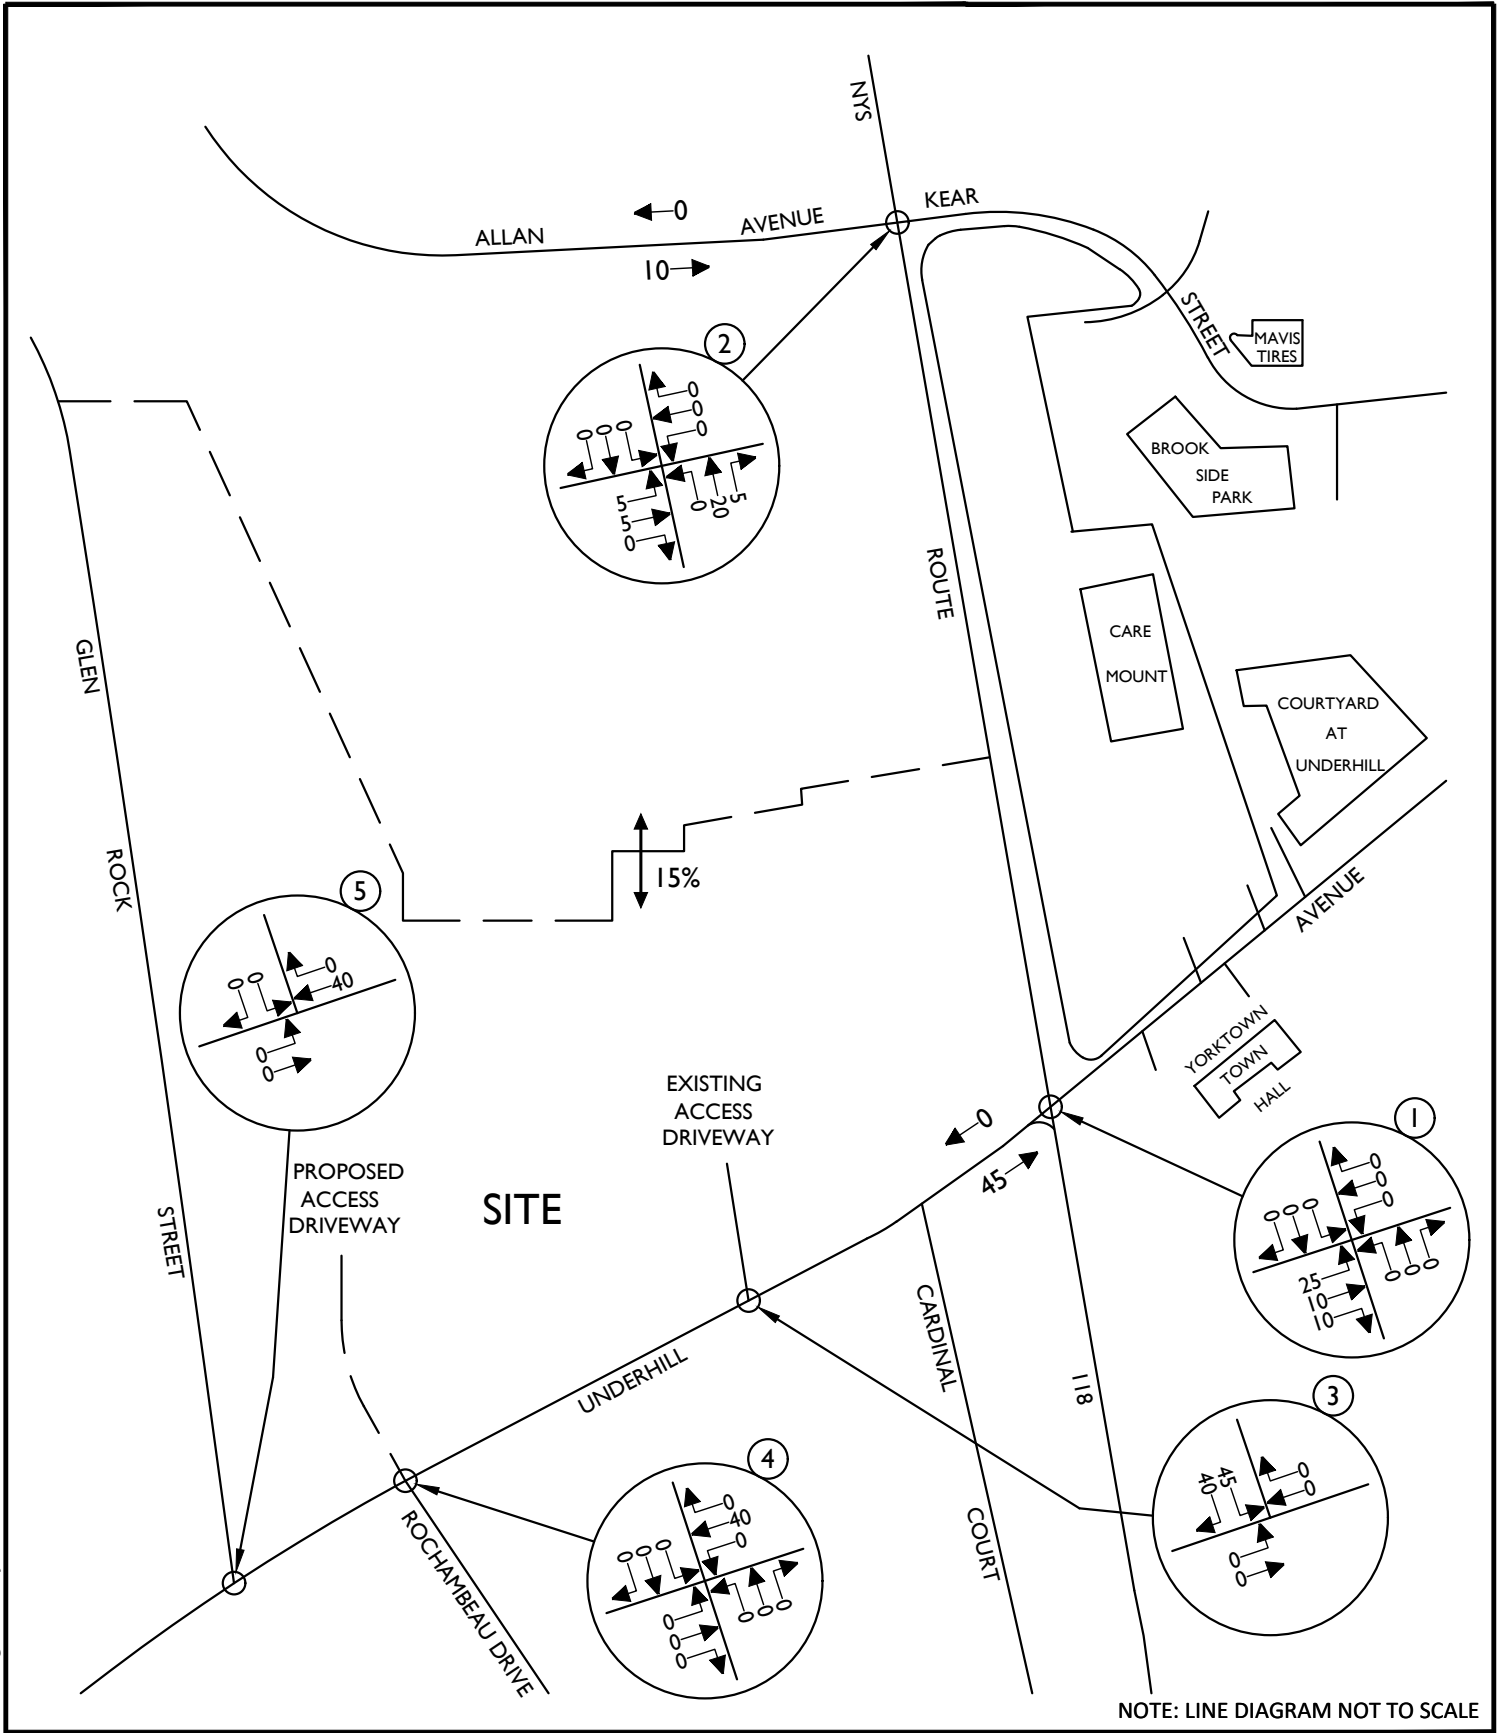 NYS
KEAR
0
ALLAN
AVENUE
10
STREET
MAVIS
TIRES
2
0
0
0
0
0
0
5
5
0
0
20
5
BROOK
SIDE
PARK
ROUTE
GLEN
CARE
MOUNT
COURTYARD
AT
UNDERHILL
ROCK
15%
AVENUE
5
0
0
0
40
0
0
YORKTOWN
TOWN
HALL
EXISTING
ACCESS
DRIVEWAY
0
45
1
0
0
0
0
0
0
25
10
10
0
0
0
PROPOSED
ACCESS
DRIVEWAY
SITE
STREET
CARDINAL
UNDERHILL
118
3
40
45
0
0
0
0
4
0
0
0
0
40
0
0
0
0
0
0
0
ROCHAMBEAU DRIVE
COURT
NOTE: LINE DIAGRAM NOT TO SCALE